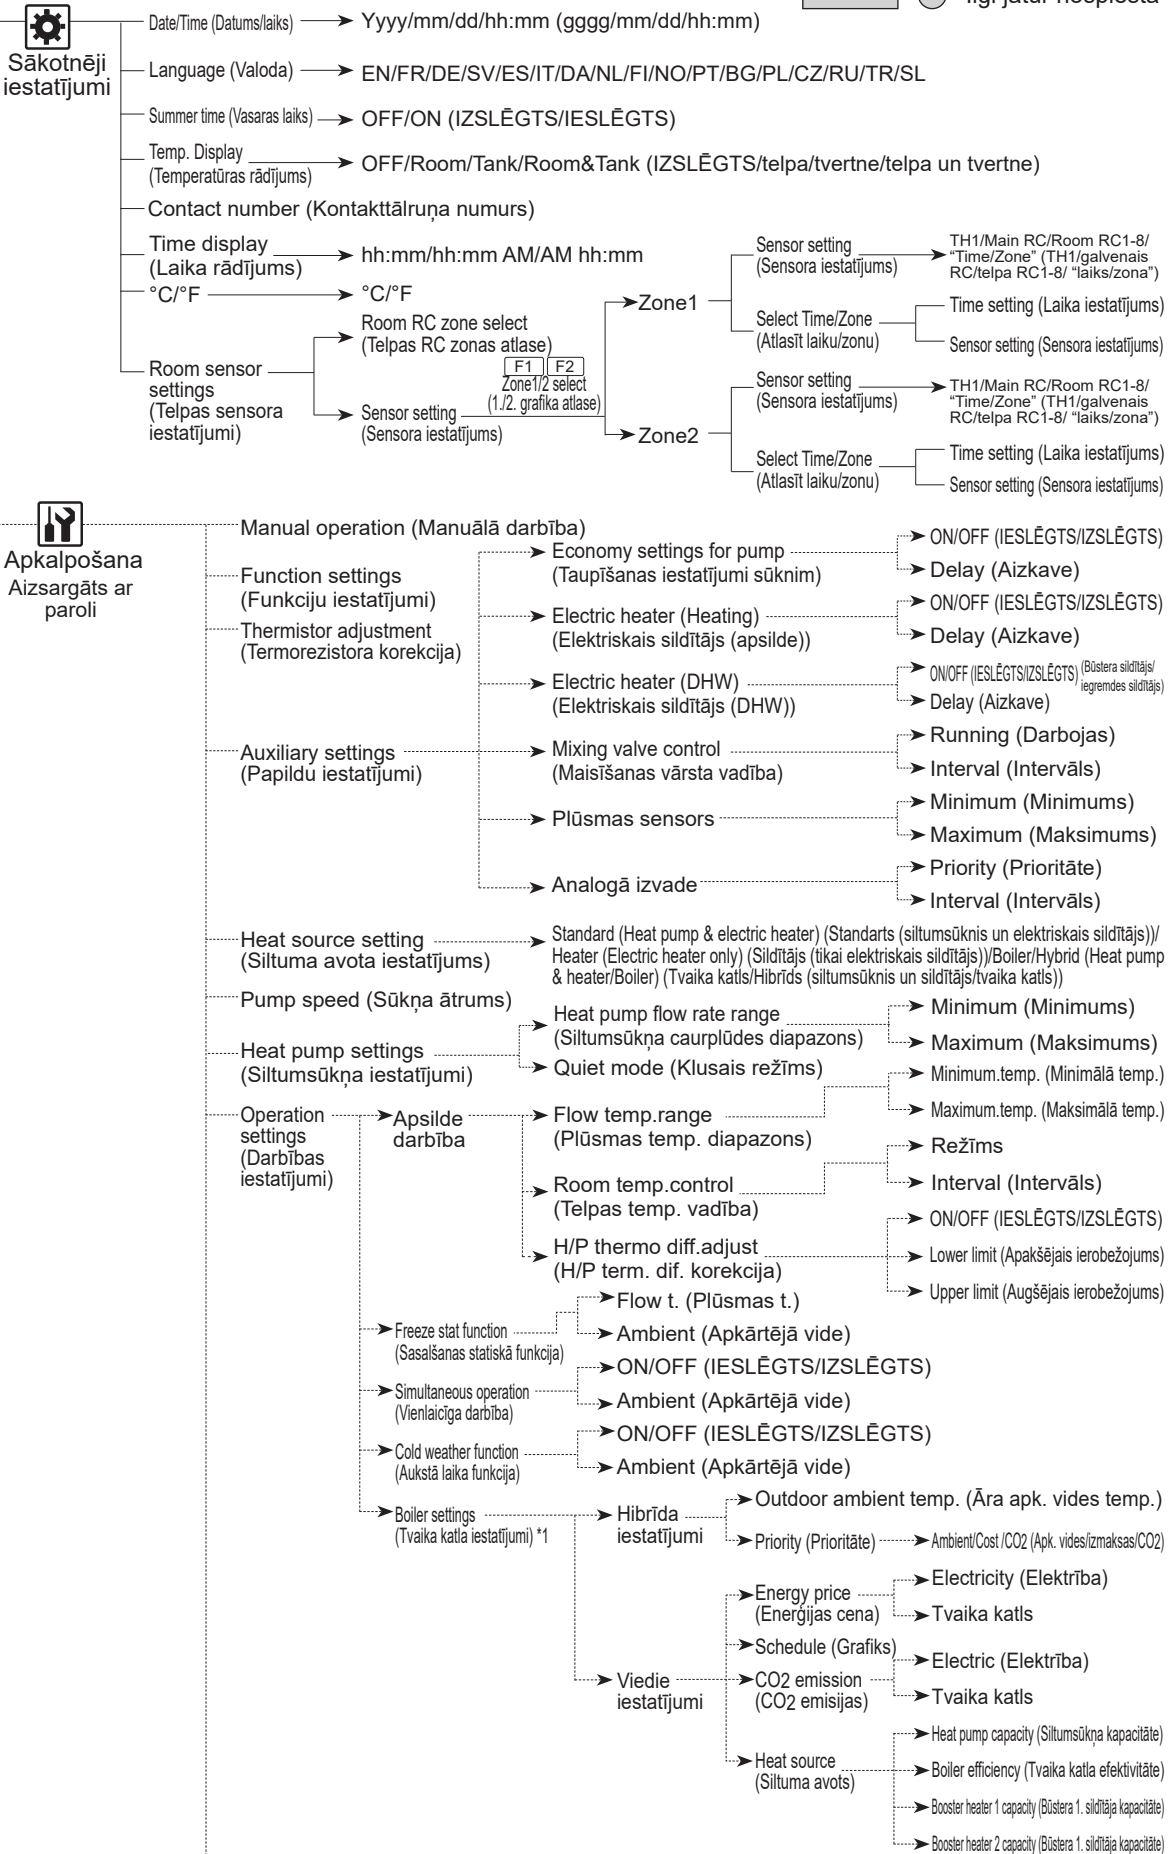 Ilgi jātur nospiesta
Sākotnēji
iestatījumi
Date/Time (Datums/laiks)
Yyyy/mm/dd/hh:mm (gggg/mm/dd/hh:mm)
Language (Valoda)
EN/FR/DE/SV/ES/IT/DA/NL/FI/NO/PT/BG/PL/CZ/RU/TR/SL
Summer time (Vasaras laiks)
OFF/ON (IZSLĒGTS/IESLĒGTS)
Temp. Display
(Temperatūras rādījums)
OFF/Room/Tank/Room&Tank (IZSLĒGTS/telpa/tvertne/telpa un tvertne)
Contact number (Kontakttālruņa numurs)
Time display
(Laika rādījums)
hh:mm/hh:mm AM/AM hh:mm
°C/°F
°C/°F
Room sensor
settings
(Telpas sensora
iestatījumi)
Room RC zone select
(Telpas RC zonas atlase)
F1 F2
Zone1/2 select
(1./2. grafika atlase)
Sensor setting
(Sensora iestatījums)
Zone1
Sensor setting
(Sensora iestatījums)
TH1/Main RC/Room RC1-8/
“Time/Zone” (TH1/galvenais
RC/telpa RC1-8/ “laiks/zona”)
Select Time/Zone
(Atlasīt laiku/zonu)
Time setting (Laika iestatījums)
Sensor setting (Sensora iestatījums)
Zone2
Sensor setting
(Sensora iestatījums)
TH1/Main RC/Room RC1-8/
“Time/Zone” (TH1/galvenais
RC/telpa RC1-8/ “laiks/zona”)
Select Time/Zone
(Atlasīt laiku/zonu)
Time setting (Laika iestatījums)
Sensor setting (Sensora iestatījums)
Apkalpošana
Aizsargāts ar
paroli
Manual operation (Manuālā darbība)
Function settings
(Funkciju iestatījumi)
Thermistor adjustment
(Termorezistora korekcija)
Auxiliary settings
(Papildu iestatījumi)
Economy settings for pump
(Taupīšanas iestatījumi sūknim)
ON/OFF (IESLĒGTS/IZSLĒGTS)
Delay (Aizkave)
Electric heater (Heating)
(Elektriskais sildītājs (apsilde))
ON/OFF (IESLĒGTS/IZSLĒGTS)
Delay (Aizkave)
Electric heater (DHW)
(Elektriskais sildītājs (DHW))
ON/OFF (IESLĒGTS/IZSLĒGTS) (Būstera sildītājs/
iegremdes sildītājs)
Delay (Aizkave)
Mixing valve control
(Maisīšanas vārsta vadība)
Running (Darbojas)
Interval (Intervāls)
Plūsmas sensors
Minimum (Minimums)
Maximum (Maksimums)
Analogā izvade
Priority (Prioritāte)
Interval (Intervāls)
Heat source setting
(Siltuma avota iestatījums)
Standard (Heat pump & electric heater) (Standarts (siltumsūknis un elektriskais sildītājs))/
Heater (Electric heater only) (Sildītājs (tikai elektriskais sildītājs))/Boiler/Hybrid (Heat pump
& heater/Boiler) (Tvaika katls/Hibrīds (siltumsūknis un sildītājs/tvaika katls))
Pump speed (Sūkņa ātrums)
Heat pump settings
(Siltumsūkņa iestatījumi)
Heat pump flow rate range
(Siltumsūkņa caurplūdes diapazons)
Minimum (Minimums)
Maximum (Maksimums)
Quiet mode (Klusais režīms)
Operation
settings
(Darbības
iestatījumi)
Apsilde
darbība
Flow temp.range
(Plūsmas temp. diapazons)
Minimum.temp. (Minimālā temp.)
Maximum.temp. (Maksimālā temp.)
Room temp.control
(Telpas temp. vadība)
Režīms
Interval (Intervāls)
H/P thermo diff.adjust
(H/P term. dif. korekcija)
ON/OFF (IESLĒGTS/IZSLĒGTS)
Lower limit (Apakšējais ierobežojums)
Upper limit (Augšējais ierobežojums)
Freeze stat function
(Sasalšanas statiskā funkcija)
Flow t. (Plūsmas t.)
Ambient (Apkārtējā vide)
Simultaneous operation
(Vienlaicīga darbība)
ON/OFF (IESLĒGTS/IZSLĒGTS)
Ambient (Apkārtējā vide)
Cold weather function
(Aukstā laika funkcija)
ON/OFF (IESLĒGTS/IZSLĒGTS)
Ambient (Apkārtējā vide)
Boiler settings
(Tvaika katla iestatījumi) *1
Hibrīda
iestatījumi
Outdoor ambient temp. (Āra apk. vides temp.)
Priority (Prioritāte)
Ambient/Cost /CO2 (Apk. vides/izmaksas/CO2)
Viedie
iestatījumi
Energy price
(Enerģijas cena)
Electricity (Elektrība)
Tvaika katls
Schedule (Grafiks)
CO2 emission
(CO2 emisijas)
Electric (Elektrība)
Tvaika katls
Heat source
(Siltuma avots)
Heat pump capacity (Siltumsūkņa kapacitāte)
Boiler efficiency (Tvaika katla efektivitāte)
Booster heater 1 capacity (Būstera 1. sildītāja kapacitāte)
Booster heater 2 capacity (Būstera 1. sildītāja kapacitāte)